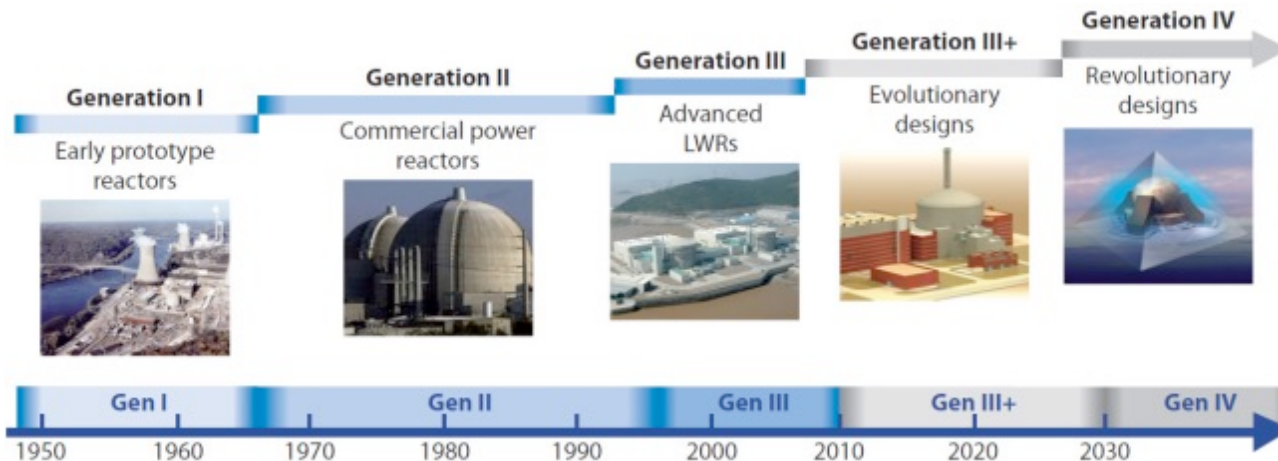 Generation I
Early prototype
reactors
Generation II
Commercial power
reactors
Generation III
Advanced
LWRs
Generation III+
Evolutionary
designs
Generation IV
Revolutionary
designs
Gen I
Gen II
Gen III
Gen III+
Gen IV
1950
1960
1970
1980
1990
2000
2010
2020
2030